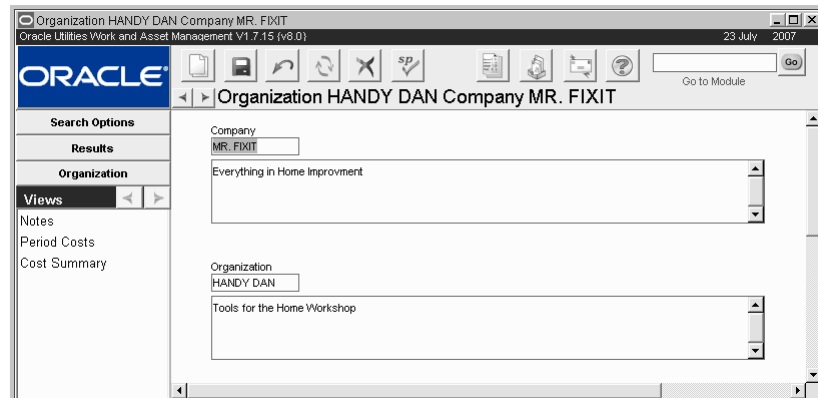 Organization HANDY DAN Company MR. FIXIT
Oracle Utilities Work and Asset Management V1.7.15 {v8.0} 23 July 2007
ORACLE
sp
Go
Go to Module
Organization HANDY DAN Company MR. FIXIT
Search Options
Results
Organization
Views
Notes
Period Costs
Cost Summary
Company
MR. FIXIT
Everything in Home Improvment
Organization
HANDY DAN
Tools for the Home Workshop